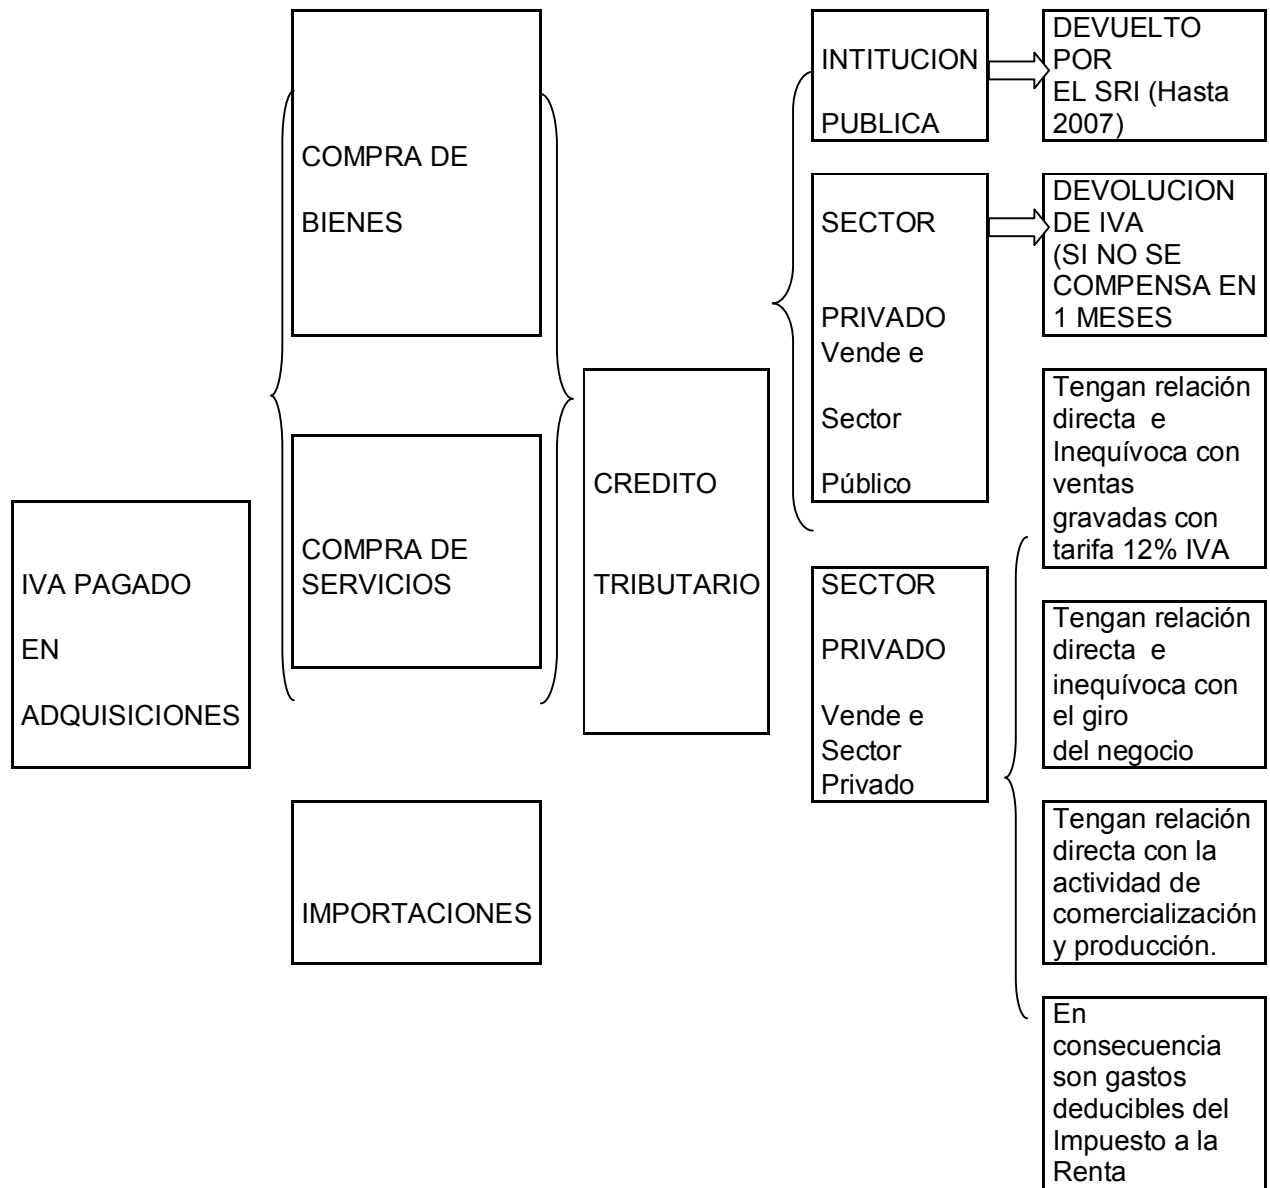 IVA PAGADO
EN
ADQUISICIONES
COMPRA DE
BIENES
COMPRA DE
SERVICIOS
IMPORTACIONES
CREDITO
TRIBUTARIO
INTITUCION
PUBLICA
DEVUELTO
POR
EL SRI (Hasta
2007)
SECTOR
PRIVADO
Vende e
Sector
Público
DEVOLUCION
DE IVA
(SI NO SE
COMPENSA EN
1 MESES
SECTOR
PRIVADO
Vende e
Sector
Privado
Tengan relación
directa e
Inequívoca con
ventas
gravadas con
tarifa 12% IVA
Tengan relación
directa e
inequívoca con
el giro
del negocio
Tengan relación
directa con la
actividad de
comercialización
y producción.
En
consecuencia
son gastos
deducibles del
Impuesto a la
Renta